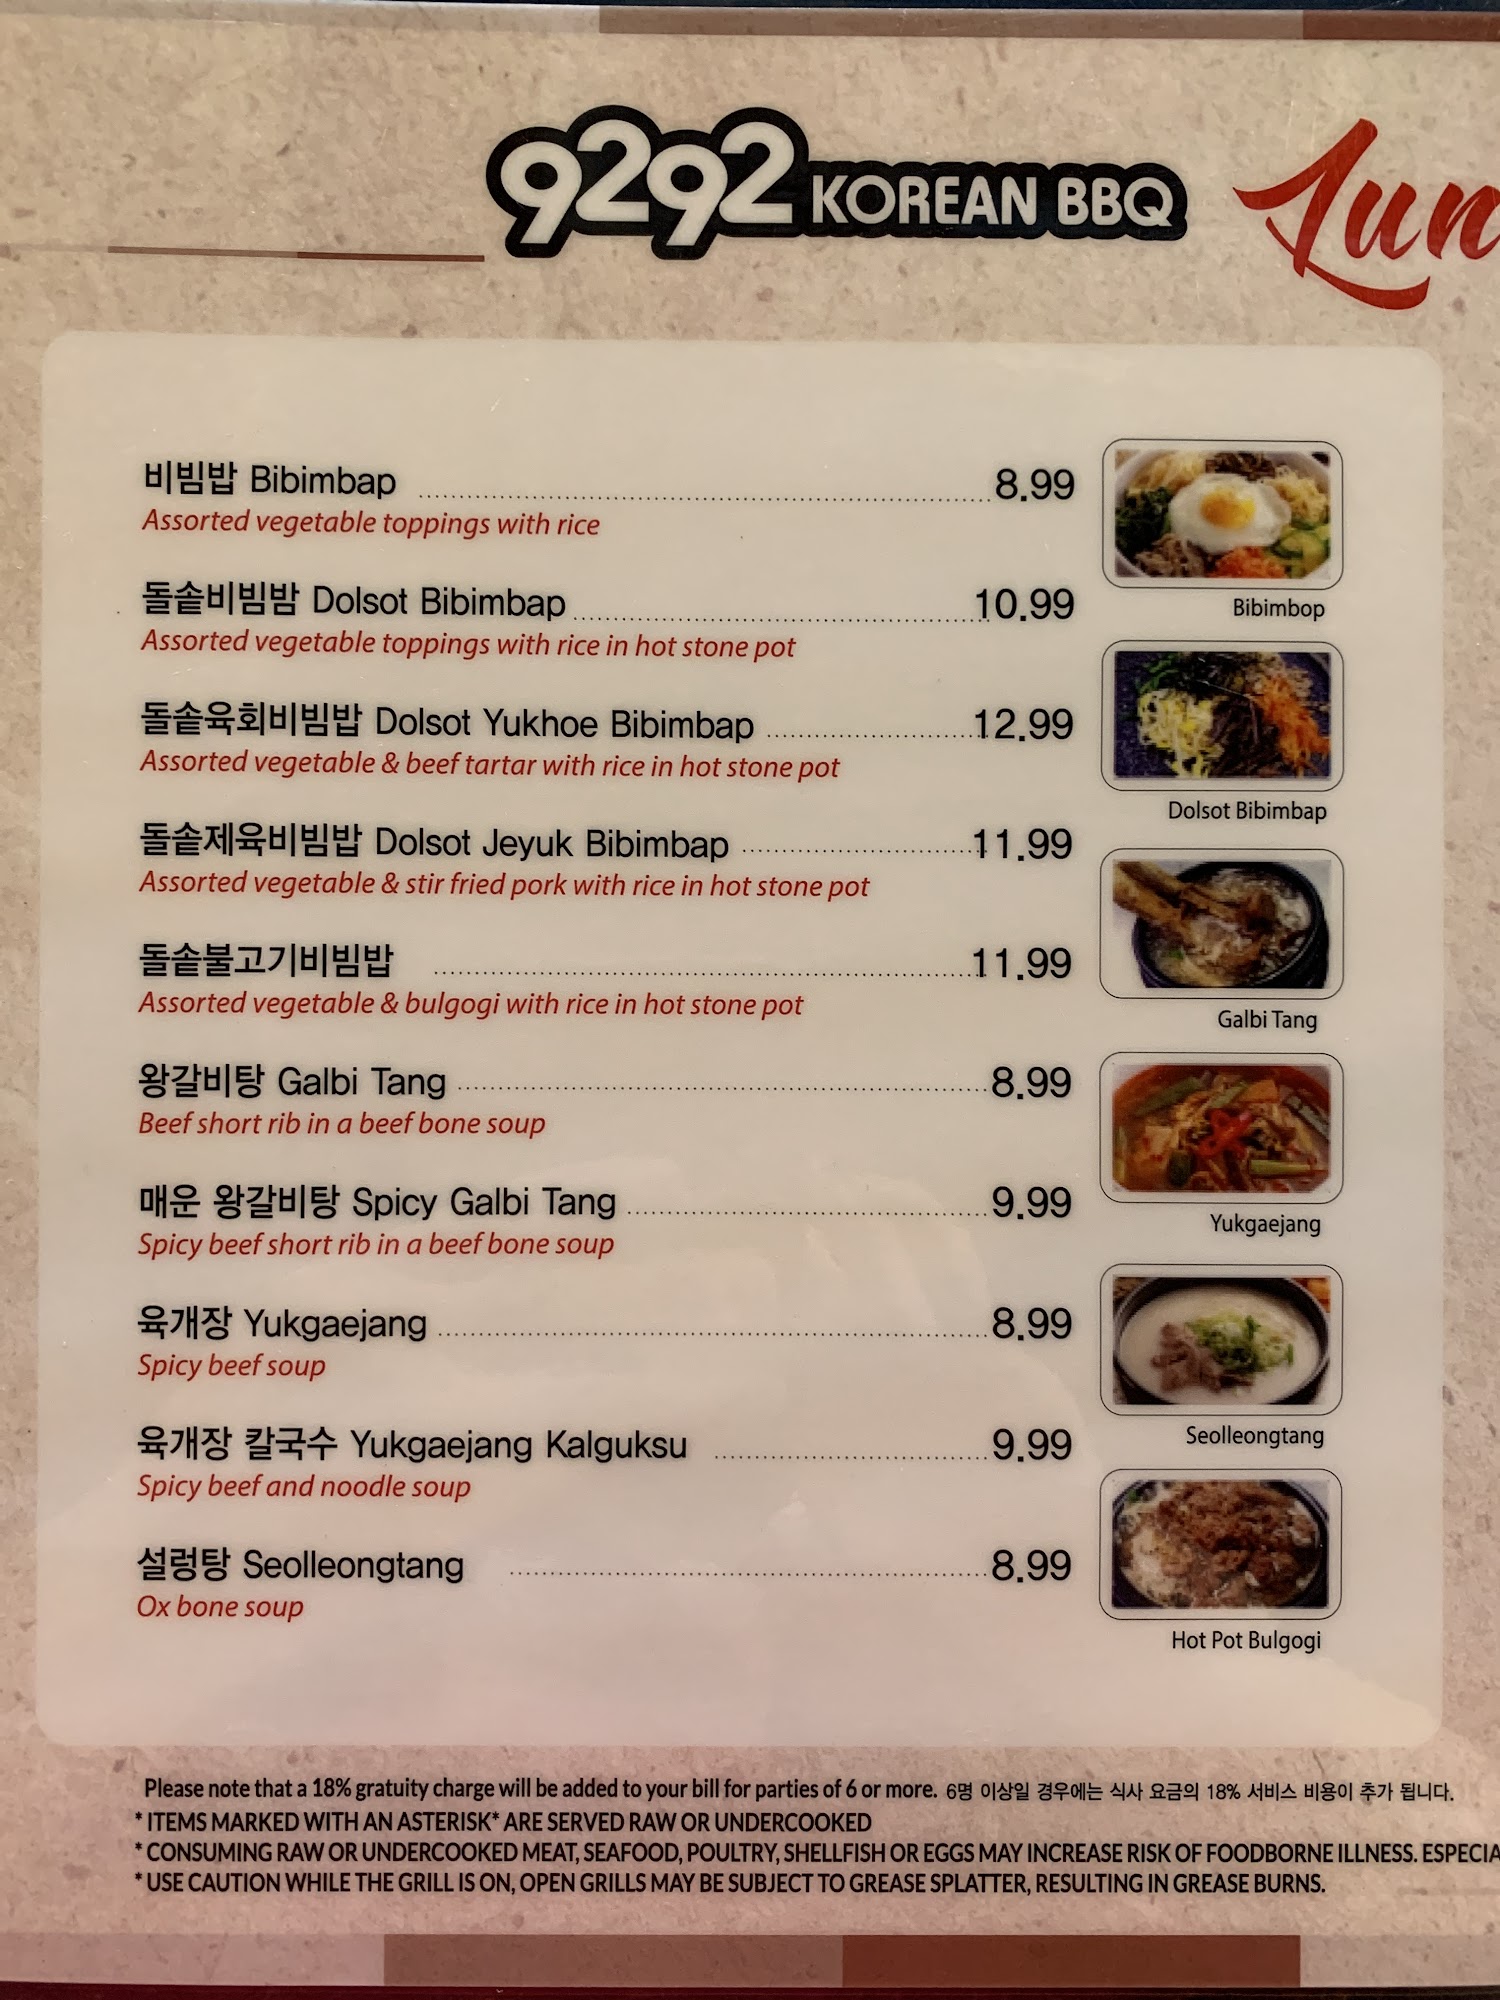 9292 KOREAN BBQ Lun
비빔밥 Bibimbap 8.99
Assorted vegetable toppings with rice
돌솥비빔밤 Dolsot Bibimbap 10.99
Assorted vegetable toppings with rice in hot stone pot
돌솥육회비빔밥 Dolsot Yukhoe Bibimbap 12.99
Assorted vegetable & beef tartar with rice in hot stone pot
돌솥제육비빔밥 Dolsot Jeyuk Bibimbap 11.99
Assorted vegetable & stir fried pork with rice in hot stone pot
돌솥불고기비빔밥 11.99
Assorted vegetable & bulgogi with rice in hot stone pot
왕갈비탕 Galbi Tang 8.99
Beef short rib in a beef bone soup
매운 왕갈비탕 Spicy Galbi Tang 9.99
Spicy beef short rib in a beef bone soup
육개장 Yukgaejang 8.99
Spicy beef soup
육개장 칼국수 Yukgaejang Kalguksu 9.99
Spicy beef and noodle soup
설렁탕 Seolleongtang 8.99
Ox bone soup
Bibimbop
Dolsot Bibimbap
Galbi Tang
Yukgaejang
Seolleongtang
Hot Pot Bulgogi
Please note that a 18% gratuity charge will be added to your bill for parties of 6 or more. 6명 이상일 경우에는 식사 요금의 18% 서비스 비용이 추가 됩니다.
* ITEMS MARKED WITH AN ASTERISK* ARE SERVED RAW OR UNDERCOOKED
* CONSUMING RAW OR UNDERCOOKED MEAT, SEAFOOD, POULTRY, SHELLFISH OR EGGS MAY INCREASE RISK OF FOODBORNE ILLNESS. ESPECIA
* USE CAUTION WHILE THE GRILL IS ON, OPEN GRILLS MAY BE SUBJECT TO GREASE SPLATTER, RESULTING IN GREASE BURNS.